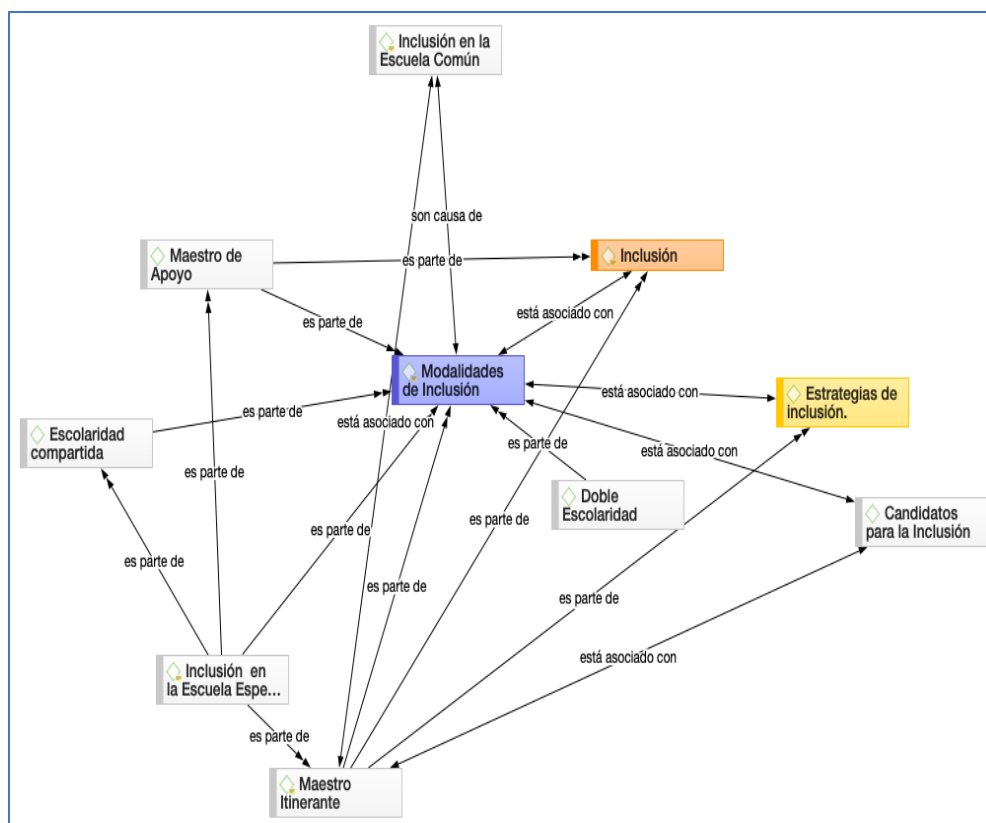 Inclusión en la
Escuela Común
son causa de
Maestro de
Apoyo
es parte de
Inclusión
es parte de
está asociado con
Modalidades
de Inclusión
está asociado con
Estrategias de
inclusión.
es parte de
está asociado con
Escolaridad
compartida
es parte de
es parte de
está asociado con
Doble
Escolaridad
Candidatos
para la Inclusión
es parte de
es parte de
es parte de
es parte de
es parte de
está asociado con
Inclusión en
la Escuela Espe...
es parte de
Maestro
Itinerante